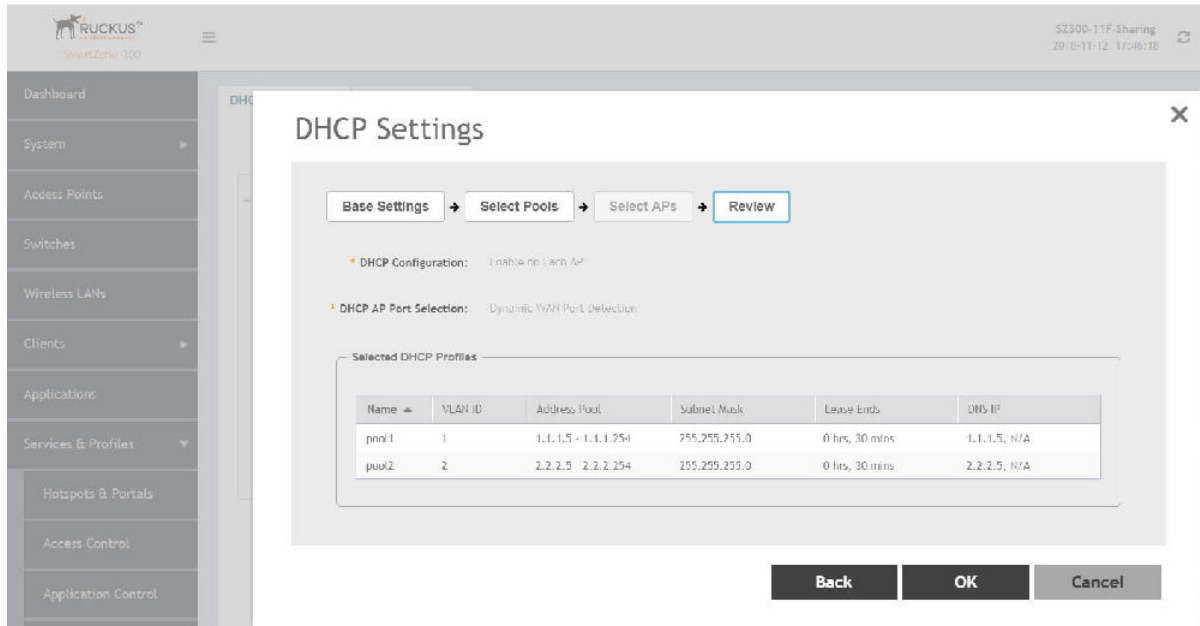 RUCKUS™
SmartZone 300
SZ300-11F-Sharing
2018-11-12 17:46:18
Dashboard
System
Access Points
Switches
Wireless LANs
Clients
Applications
Services & Profiles
Hotspots & Portals
Access Control
Application Control
DHC
DHCP Settings
Base Settings
Select Pools
Select APs
Review
* DHCP Configuration: Enable on Each AP
* DHCP AP Port Selection: Dynamic WAN Port Detection
Selected DHCP Profiles
Name VLAN ID Address Pool Subnet Mask Lease Ends DNS IP
pool1 1 1.1.1.5 - 1.1.1.254 255.255.255.0 0 hrs, 30 mins 1.1.1.5, N/A
pool2 2 2.2.2.5 - 2.2.2.254 255.255.255.0 0 hrs, 30 mins 2.2.2.5, N/A
Back
OK
Cancel